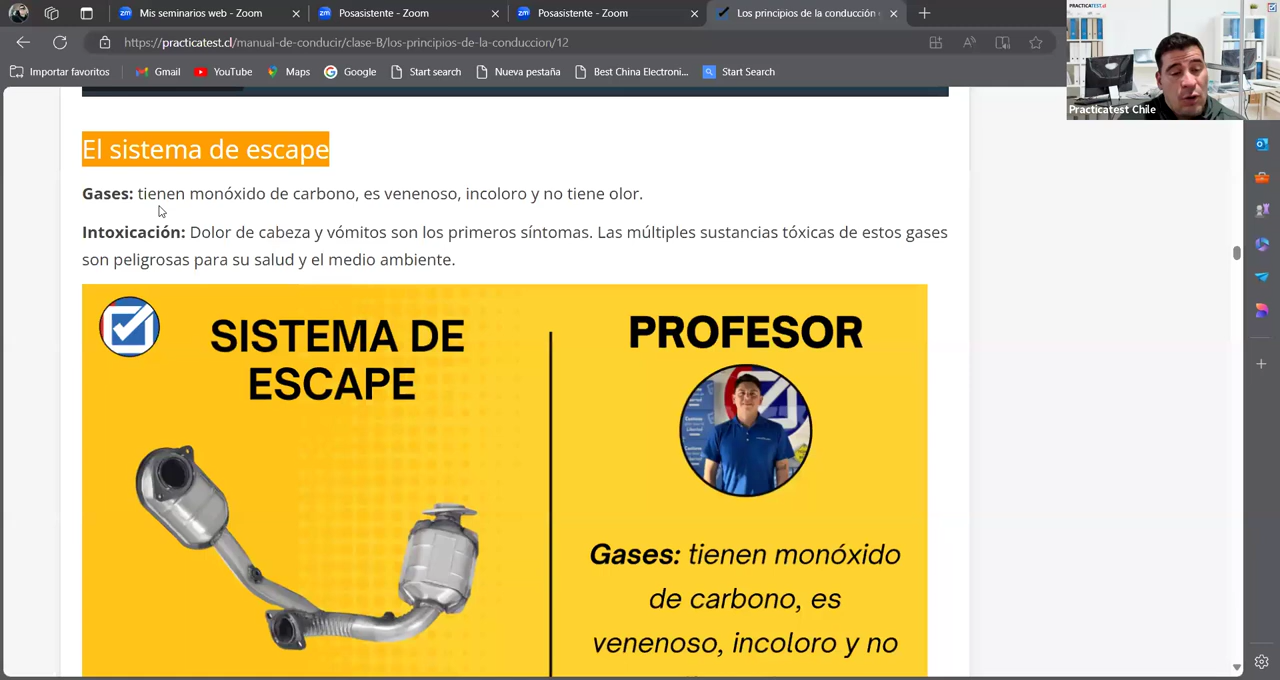 Mis seminarios web - Zoom
Posasistente - Zoom
Posasistente - Zoom
Los principios de la conducción
https://practicatest.cl/manual-de-conducir/clase-B/los-principios-de-la-conduccion/12
Importar favoritos
Gmail
YouTube
Maps
Google
Start search
Nueva pestaña
Best China Electroni...
Start Search
PRACTICATEST.cl
Practicatest Chile
El sistema de escape
Gases: tienen monóxido de carbono, es venenoso, incoloro y no tiene olor.
Intoxicación: Dolor de cabeza y vómitos son los primeros síntomas. Las múltiples sustancias tóxicas de estos gases
son peligrosas para su salud y el medio ambiente.
SISTEMA DE
ESCAPE
PROFESOR
Gases: tienen monóxido
de carbono, es
venenoso, incoloro y no